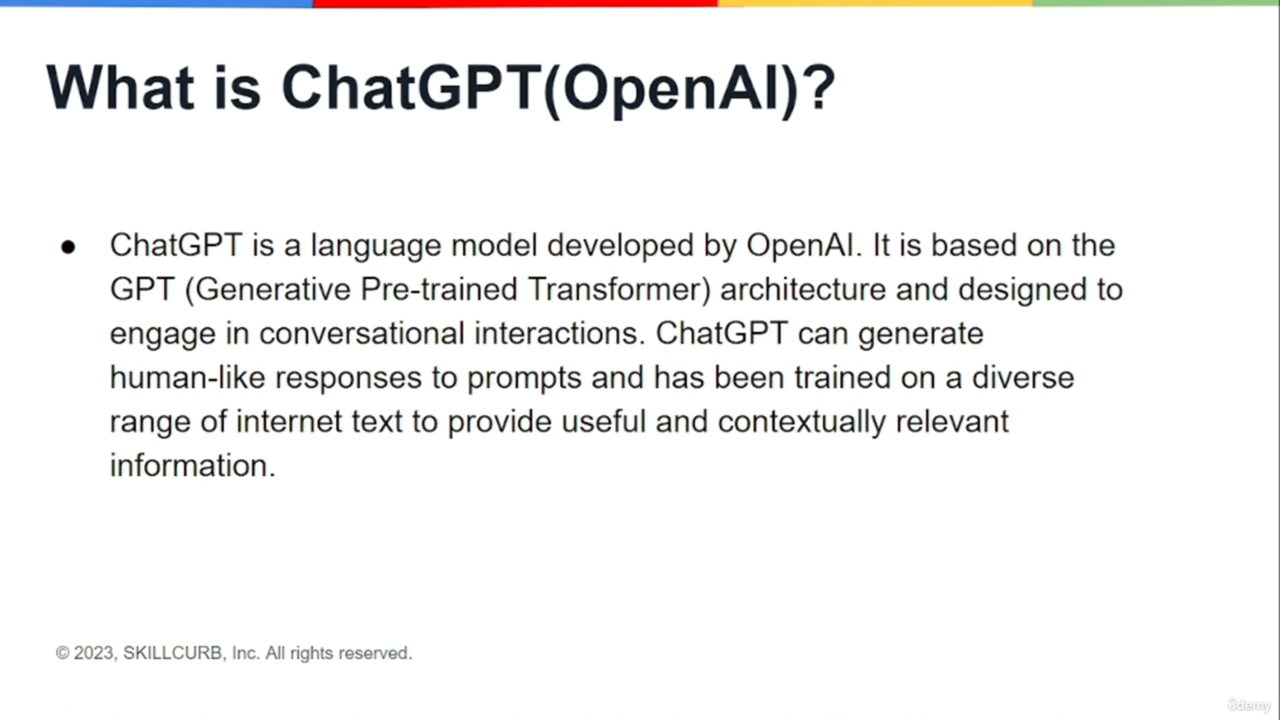 What is ChatGPT(OpenAI)?
● ChatGPT is a language model developed by OpenAI. It is based on the
GPT (Generative Pre-trained Transformer) architecture and designed to
engage in conversational interactions. ChatGPT can generate
human-like responses to prompts and has been trained on a diverse
range of internet text to provide useful and contextually relevant
information.
© 2023, SKILLCURB, Inc. All rights reserved.
ûdemy